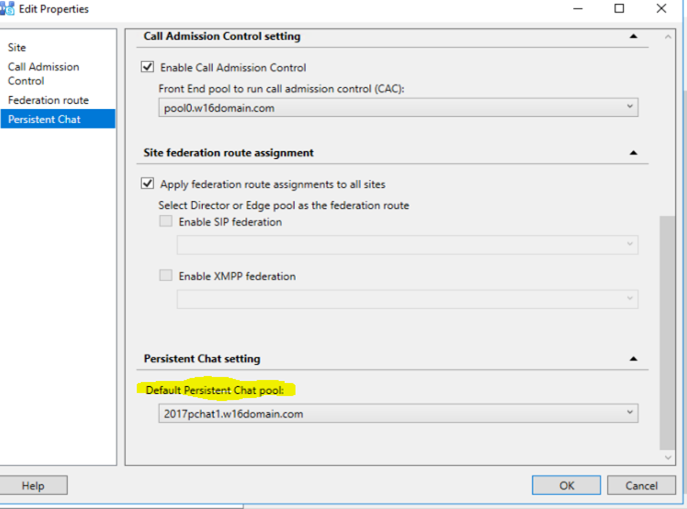 Edit Properties
Site
Call Admission
Control
Federation route
Persistent Chat
Call Admission Control setting
Enable Call Admission Control
Front End pool to run call admission control (CAC):
pool0.w16domain.com
Site federation route assignment
Apply federation route assignments to all sites
Select Director or Edge pool as the federation route
Enable SIP federation
Enable XMPP federation
Persistent Chat setting
Default Persistent Chat pool:
2017pchat1.w16domain.com
Help
OK
Cancel